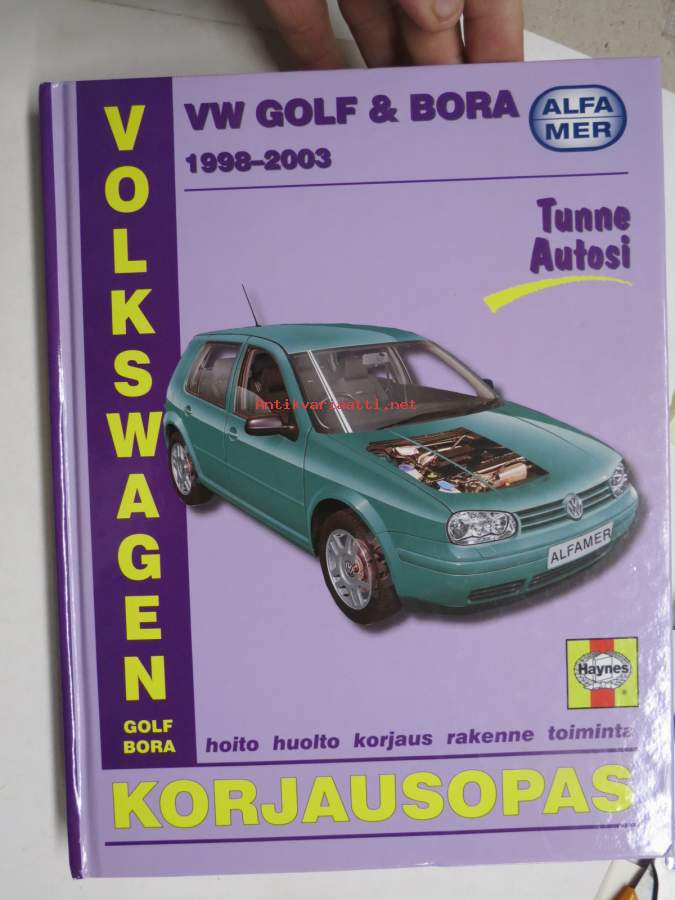 VOLKSWAGEN
GOLF
BORA
VW GOLF & BORA
1998-2003
ALFA
MER
Tunne
Autosi
Antikvariaatti.net
ALFAMER
Haynes
®
hoito huolto korjaus rakenne toiminta
KORJAUSOPAS